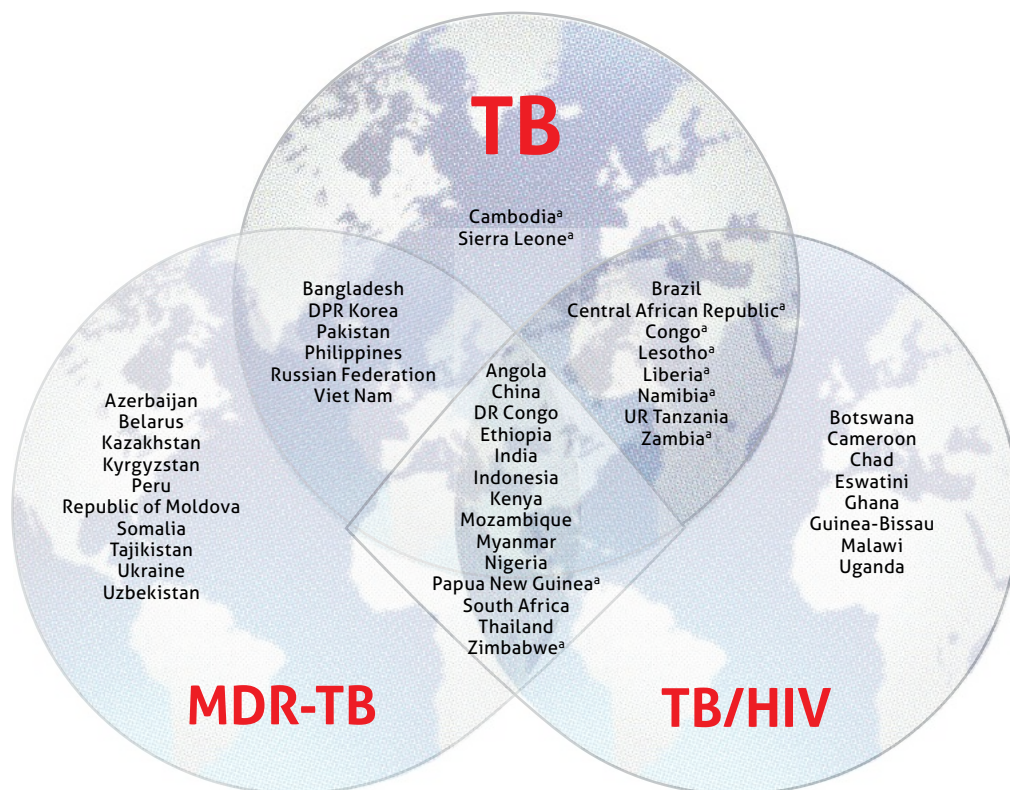 TB
Cambodiaᵃ
Sierra Leoneᵃ
Bangladesh
DPR Korea
Pakistan
Philippines
Russian Federation
Viet Nam
Brazil
Central African Republicᵃ
Congoᵃ
Lesothoᵃ
Liberiaᵃ
Namibiaᵃ
UR Tanzania
Zambiaᵃ
Angola
China
DR Congo
Ethiopia
India
Indonesia
Kenya
Mozambique
Myanmar
Nigeria
Papua New Guineaᵃ
South Africa
Thailand
Zimbabweᵃ
Azerbaijan
Belarus
Kazakhstan
Kyrgyzstan
Peru
Republic of Moldova
Somalia
Tajikistan
Ukraine
Uzbekistan
Botswana
Cameroon
Chad
Eswatini
Ghana
Guinea-Bissau
Malawi
Uganda
MDR-TB
TB/HIV